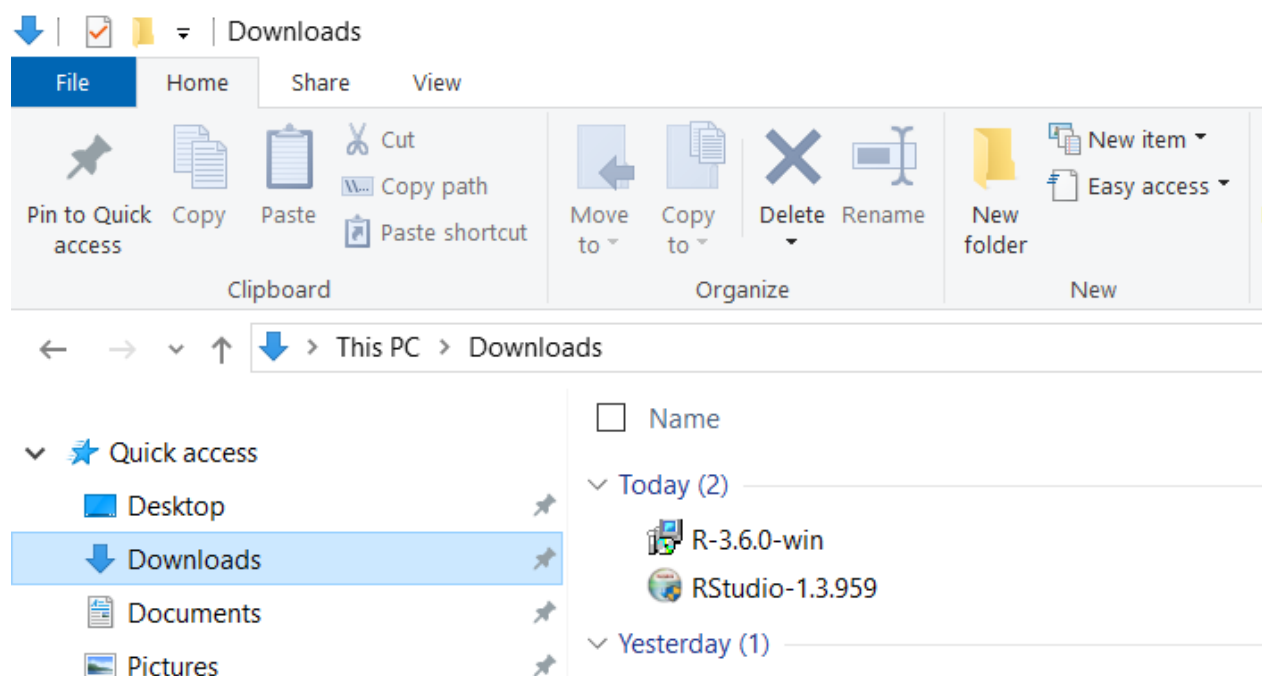 Downloads
File Home Share View
Pin to Quick access
Copy
Paste
Cut
Copy path
Paste shortcut
Clipboard
Move to
Copy to
Delete
Rename
Organize
New folder
New item
Easy access
New
This PC > Downloads
Quick access
Desktop
Downloads
Documents
Pictures
Name
Today (2)
R-3.6.0-win
RStudio-1.3.959
Yesterday (1)